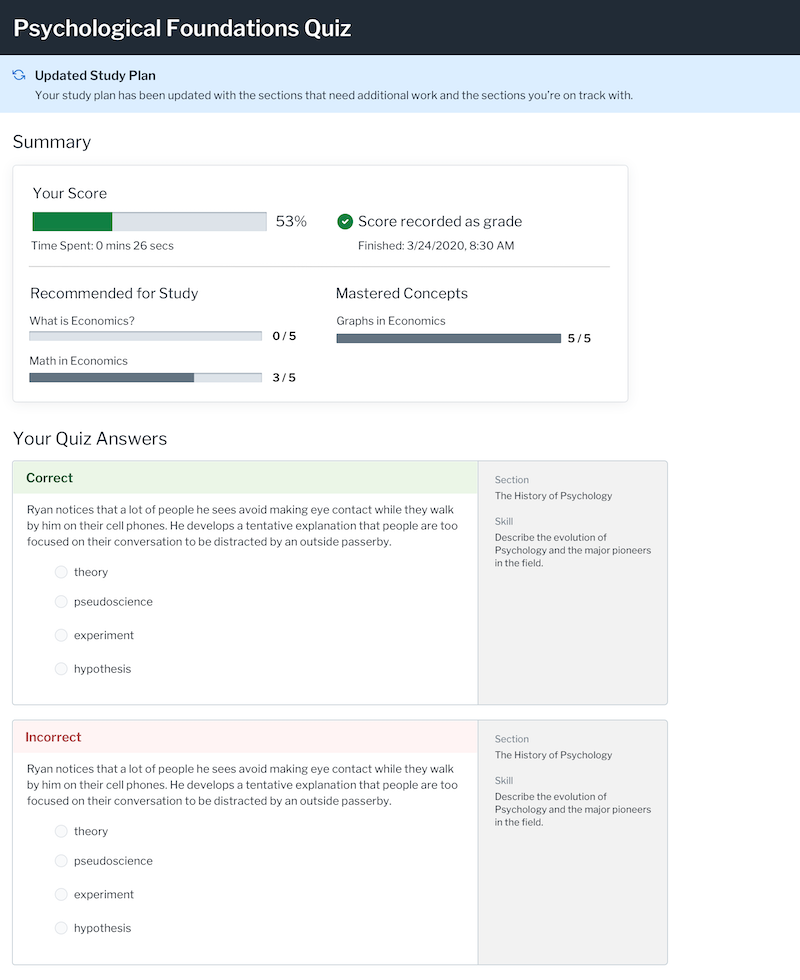 Psychological Foundations Quiz
Updated Study Plan
Your study plan has been updated with the sections that need additional work and the sections you're on track with.
Summary
Your Score
53%
Time Spent: 0 mins 26 secs
Score recorded as grade
Finished: 3/24/2020, 8:30 AM
Recommended for Study
What is Economics?
0 / 5
Math in Economics
3 / 5
Mastered Concepts
Graphs in Economics
5 / 5
Your Quiz Answers
Correct
Ryan notices that a lot of people he sees avoid making eye contact while they walk
by him on their cell phones. He develops a tentative explanation that people are too
focused on their conversation to be distracted by an outside passerby.
theory
pseudoscience
experiment
hypothesis
Section
The History of Psychology
Skill
Describe the evolution of
Psychology and the major pioneers
in the field.
Incorrect
Ryan notices that a lot of people he sees avoid making eye contact while they walk
by him on their cell phones. He develops a tentative explanation that people are too
focused on their conversation to be distracted by an outside passerby.
theory
pseudoscience
experiment
hypothesis
Section
The History of Psychology
Skill
Describe the evolution of
Psychology and the major pioneers
in the field.